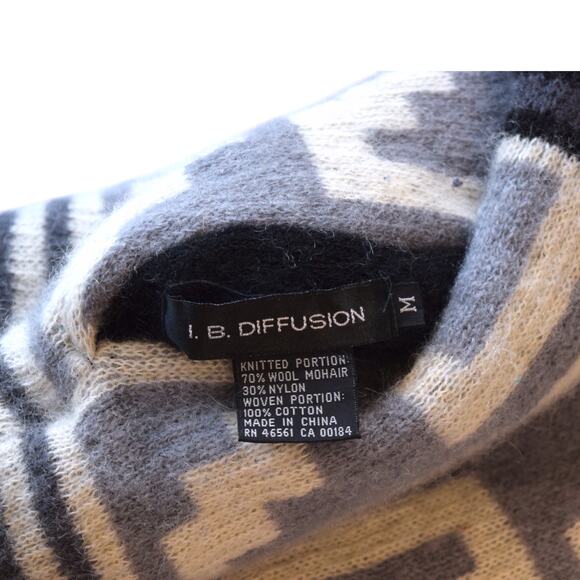 I. B. DIFFUSION
M
KNITTED PORTION:
70% WOOL MOHAIR
30% NYLON
WOVEN PORTION:
100% COTTON
MADE IN CHINA
RN 46561 CA 00184